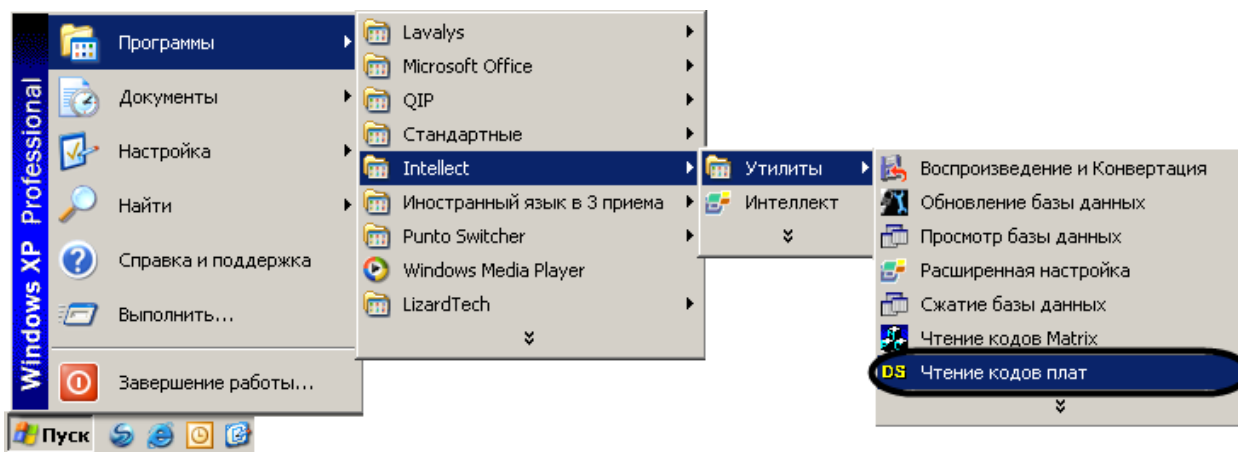 Windows XP Professional
Программы
Документы
Настройка
Найти
Справка и поддержка
Выполнить...
Завершение работы...
Пуск
Lavalys
Microsoft Office
QIP
Стандартные
Intellect
Иностранный язык в 3 приема
Punto Switcher
Windows Media Player
LizardTech
Утилиты
Интеллект
Воспроизведение и Конвертация
Обновление базы данных
Просмотр базы данных
Расширенная настройка
Сжатие базы данных
Чтение кодов Matrix
DS Чтение кодов плат